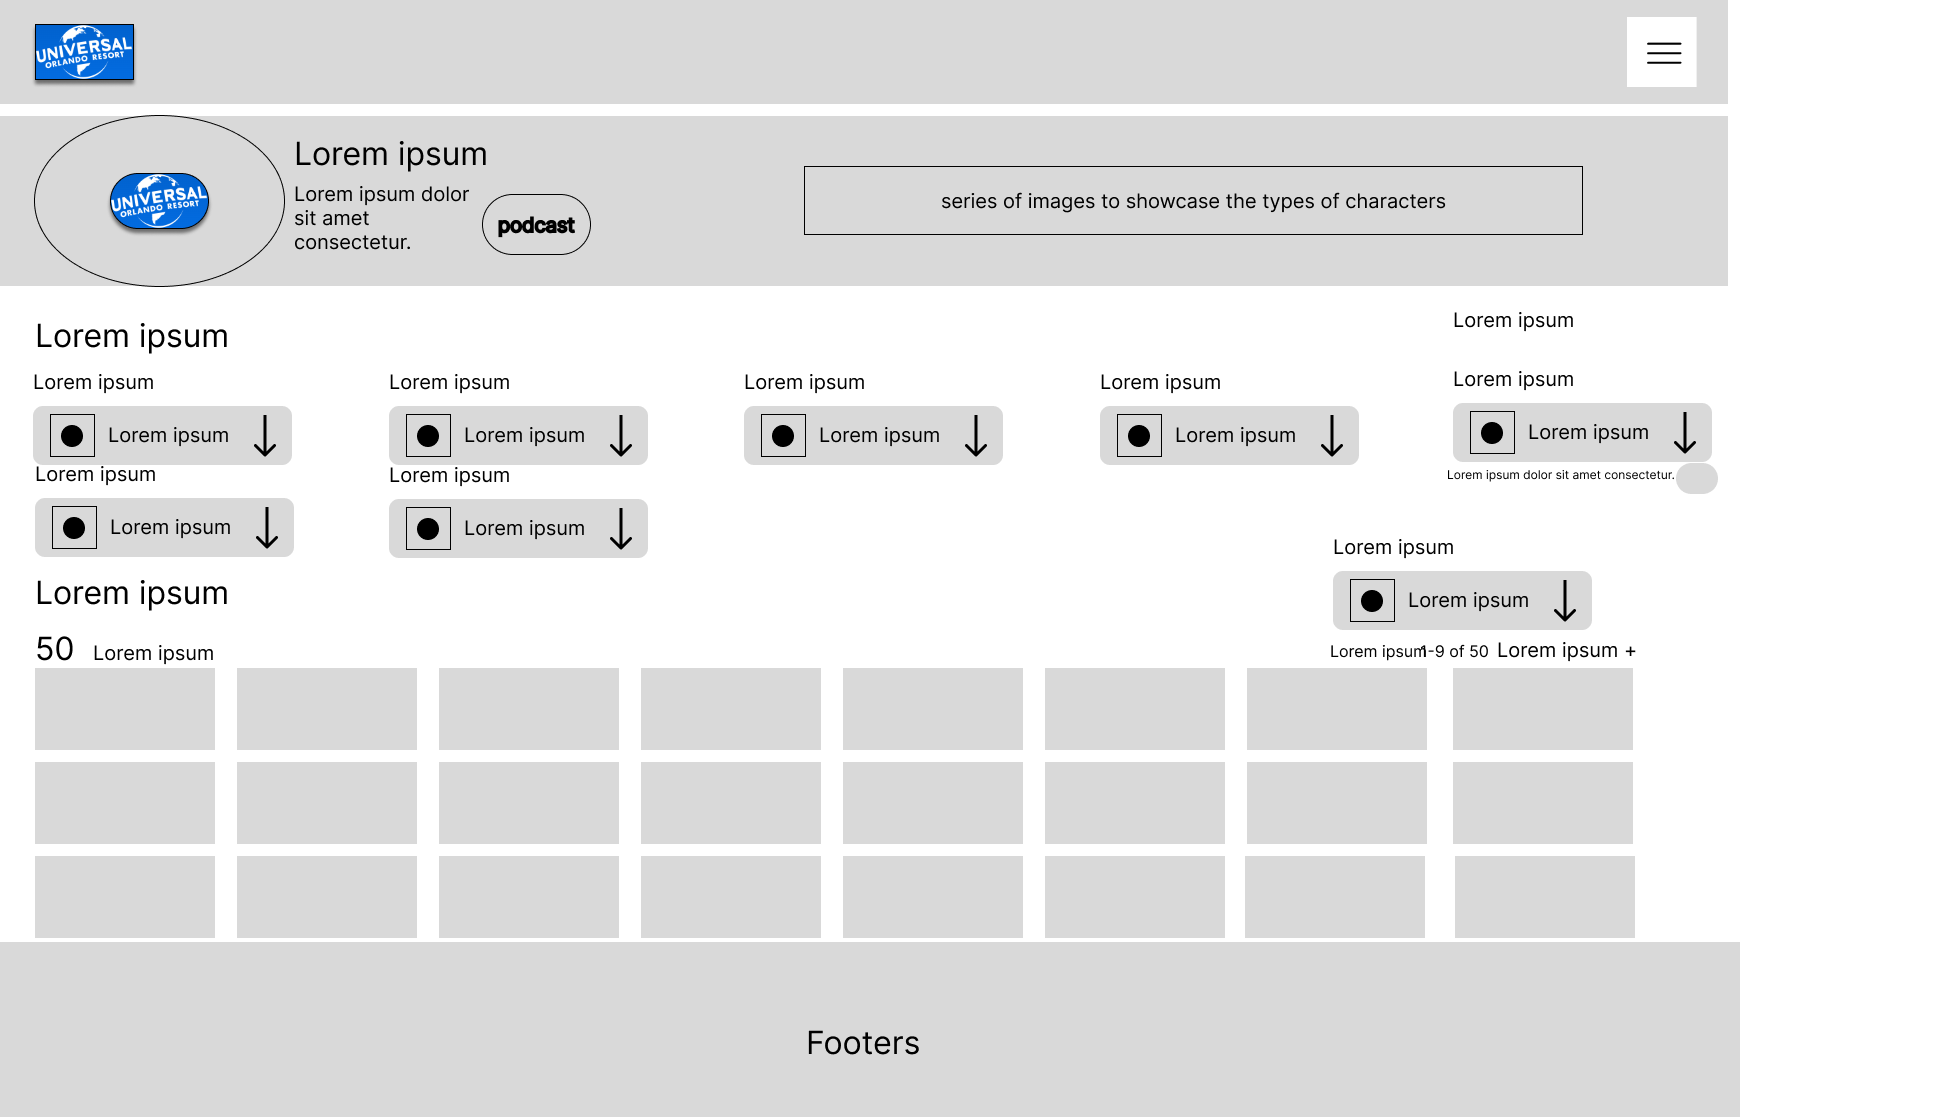 UNIVERSAL
ORLANDO RESORT
UNIVERSAL
ORLANDO RESORT
Lorem ipsum
Lorem ipsum dolor
sit amet
consectetur.
podcast
series of images to showcase the types of characters
Lorem ipsum
Lorem ipsum
Lorem ipsum
Lorem ipsum
Lorem ipsum
Lorem ipsum
Lorem ipsum
Lorem ipsum
Lorem ipsum
Lorem ipsum
Lorem ipsum
Lorem ipsum
Lorem ipsum
Lorem ipsum dolor sit amet consectetur.
Lorem ipsum
Lorem ipsum
Lorem ipsum
Lorem ipsum
Lorem ipsum
Lorem ipsum
Lorem ipsum
50 Lorem ipsum
Lorem ipsum 1-9 of 50 Lorem ipsum +
Footers